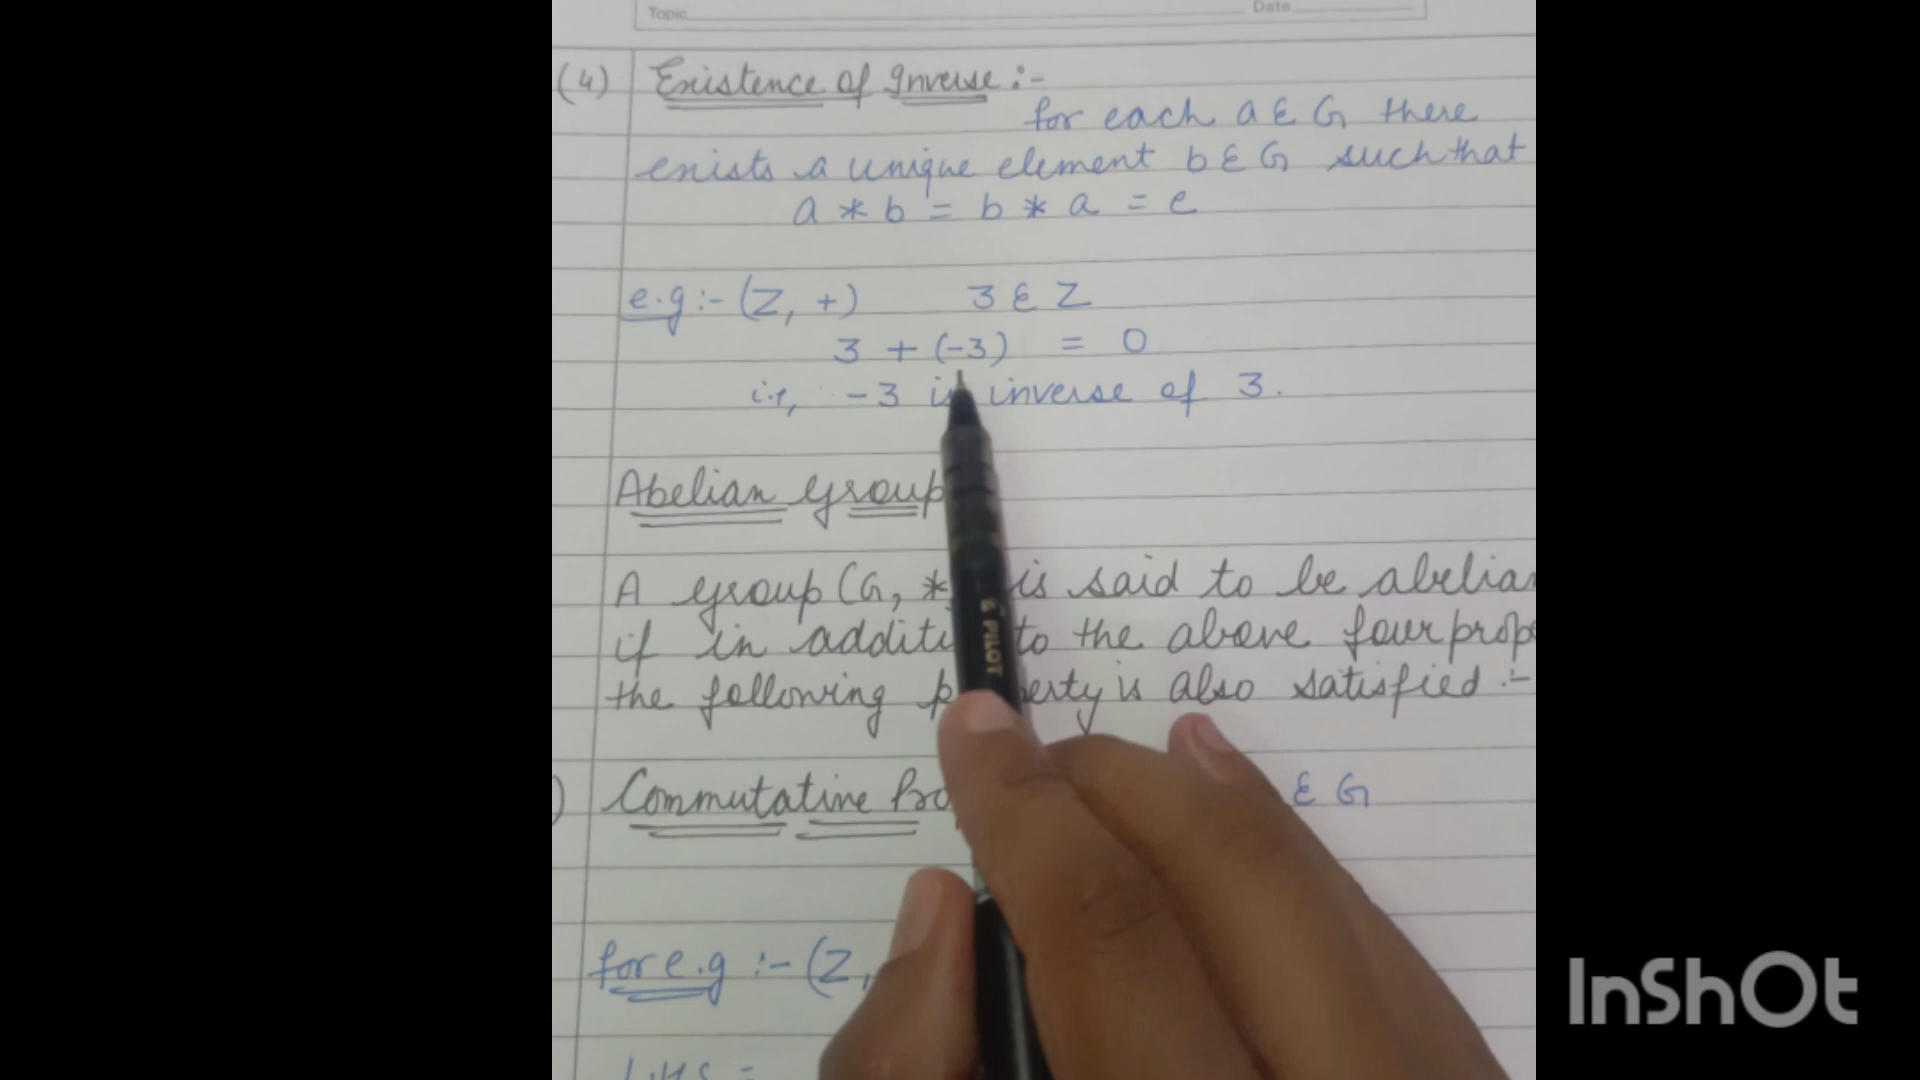 Topic Date
(4) Existence of Inverse :-
for each a ∈ G there
exists a unique element b ∈ G such that
a * b = b * a = e
e.g :- (Z, +) 3 ∈ Z
3 + (-3) = 0
i.e, -3 is inverse of 3.
Abelian group
A group (G, * is said to be abelian
if in additi to the above four prope
the following p perty is also satisfied :-
) Commutative Pro ∈ G
for e.g :- (Z,
L.H.S =
& PILOT
InShOt